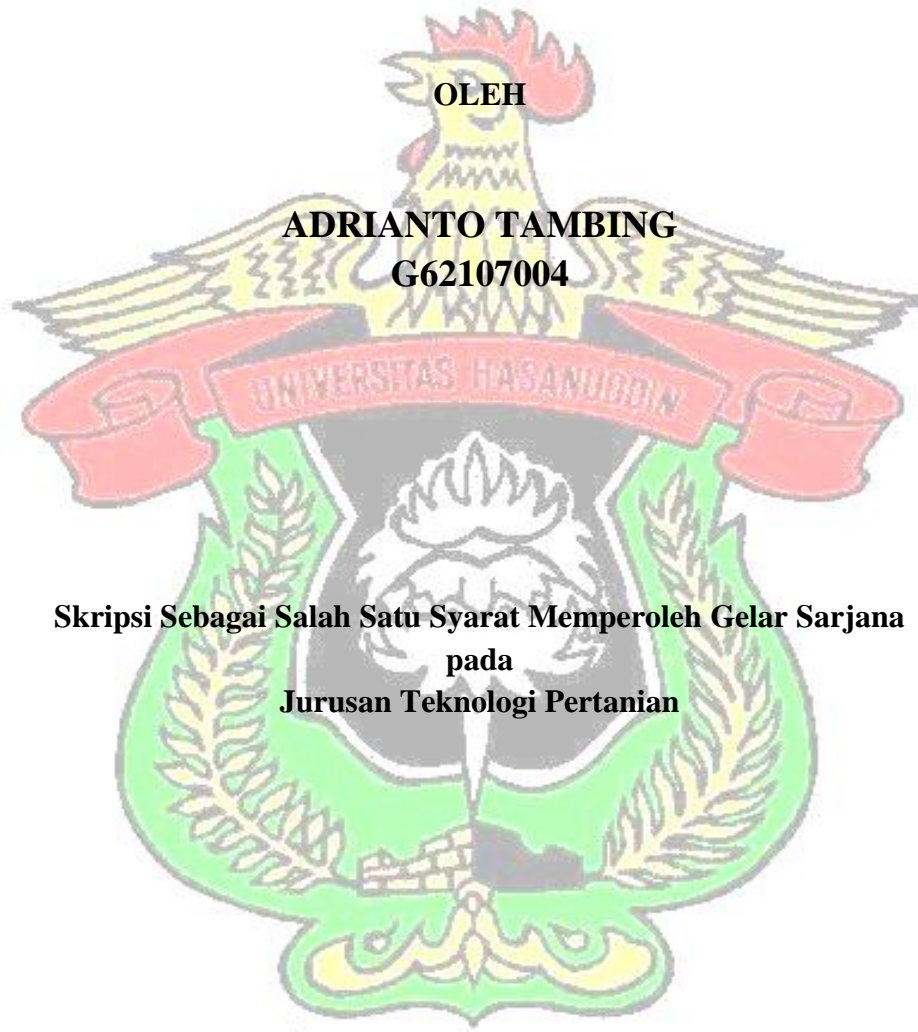 OLEH
ADRIANTO TAMBING
G62107004
UNIVERSITAS HASANUDDIN
Skripsi Sebagai Salah Satu Syarat Memperoleh Gelar Sarjana
pada
Jurusan Teknologi Pertanian